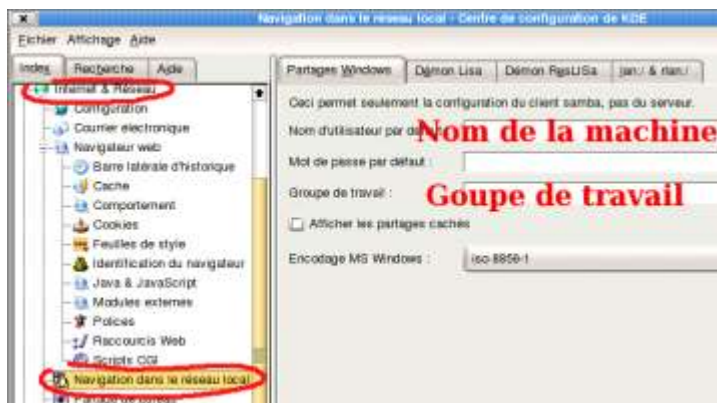 Navigation dans le réseau local - Centre de configuration de KDE
Fichier Affichage Aide
Index Recherche Aide
Internet & Réseau
Configuration
Courrier électronique
Navigateur web
Barre latérale d'historique
Cache
Comportement
Cookies
Feuilles de style
Identification du navigateur
Java & JavaScript
Modules externes
Polices
Raccourcis Web
Scripts CGI
Navigation dans le réseau local
Partages Windows Démon Lisa Démon ResLISa lan:/ & rlan:/
Ceci permet seulement la configuration du client samba, pas du serveur.
Nom d'utilisateur par
Nom de la machine
Mot de passe par défaut :
Groupe de travail :
Goupe de travail
Afficher les partages cachés
Encodage MS Windows : iso-8859-1